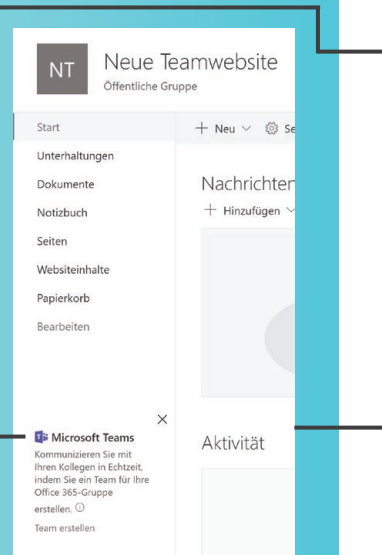 NT
Neue Teamwebsite
Öffentliche Gruppe
Start
Unterhaltungen
Dokumente
Notizbuch
Seiten
Websiteinhalte
Papierkorb
Bearbeiten
+ Neu
Nachrichten
+ Hinzufügen
Microsoft Teams
Kommunizieren Sie mit
Ihren Kollegen in Echtzeit,
indem Sie ein Team für Ihre
Office 365-Gruppe
erstellen.
Team erstellen
Aktivität